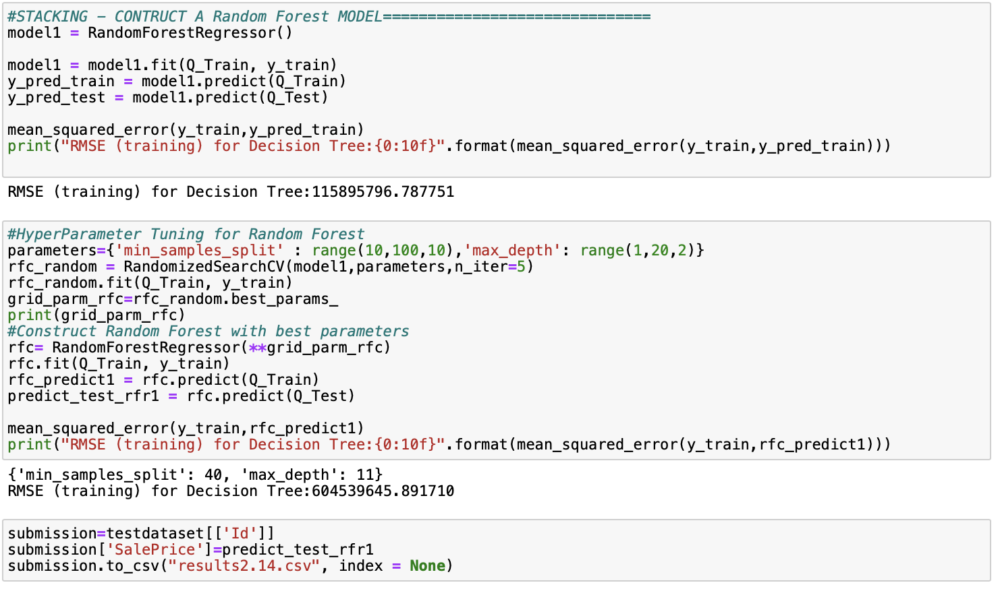 #STACKING - CONTRUCT A Random Forest MODEL==============================
model1 = RandomForestRegressor()
model1 = model1.fit(Q_Train, y_train)
y_pred_train = model1.predict(Q_Train)
y_pred_test = model1.predict(Q_Test)
mean_squared_error(y_train,y_pred_train)
print("RMSE (training) for Decision Tree:{0:10f}".format(mean_squared_error(y_train,y_pred_train)))
RMSE (training) for Decision Tree:115895796.787751
#HyperParameter Tuning for Random Forest
parameters={'min_samples_split' : range(10,100,10),'max_depth': range(1,20,2)}
rfc_random = RandomizedSearchCV(model1,parameters,n_iter=5)
rfc_random.fit(Q_Train, y_train)
grid_parm_rfc=rfc_random.best_params_
print(grid_parm_rfc)
#Construct Random Forest with best parameters
rfc= RandomForestRegressor(**grid_parm_rfc)
rfc.fit(Q_Train, y_train)
rfc_predict1 = rfc.predict(Q_Train)
predict_test_rfr1 = rfc.predict(Q_Test)
mean_squared_error(y_train,rfc_predict1)
print("RMSE (training) for Decision Tree:{0:10f}".format(mean_squared_error(y_train,rfc_predict1)))
{'min_samples_split': 40, 'max_depth': 11}
RMSE (training) for Decision Tree:604539645.891710
submission=testdataset[['Id']]
submission['SalePrice']=predict_test_rfr1
submission.to_csv("results2.14.csv", index = None)